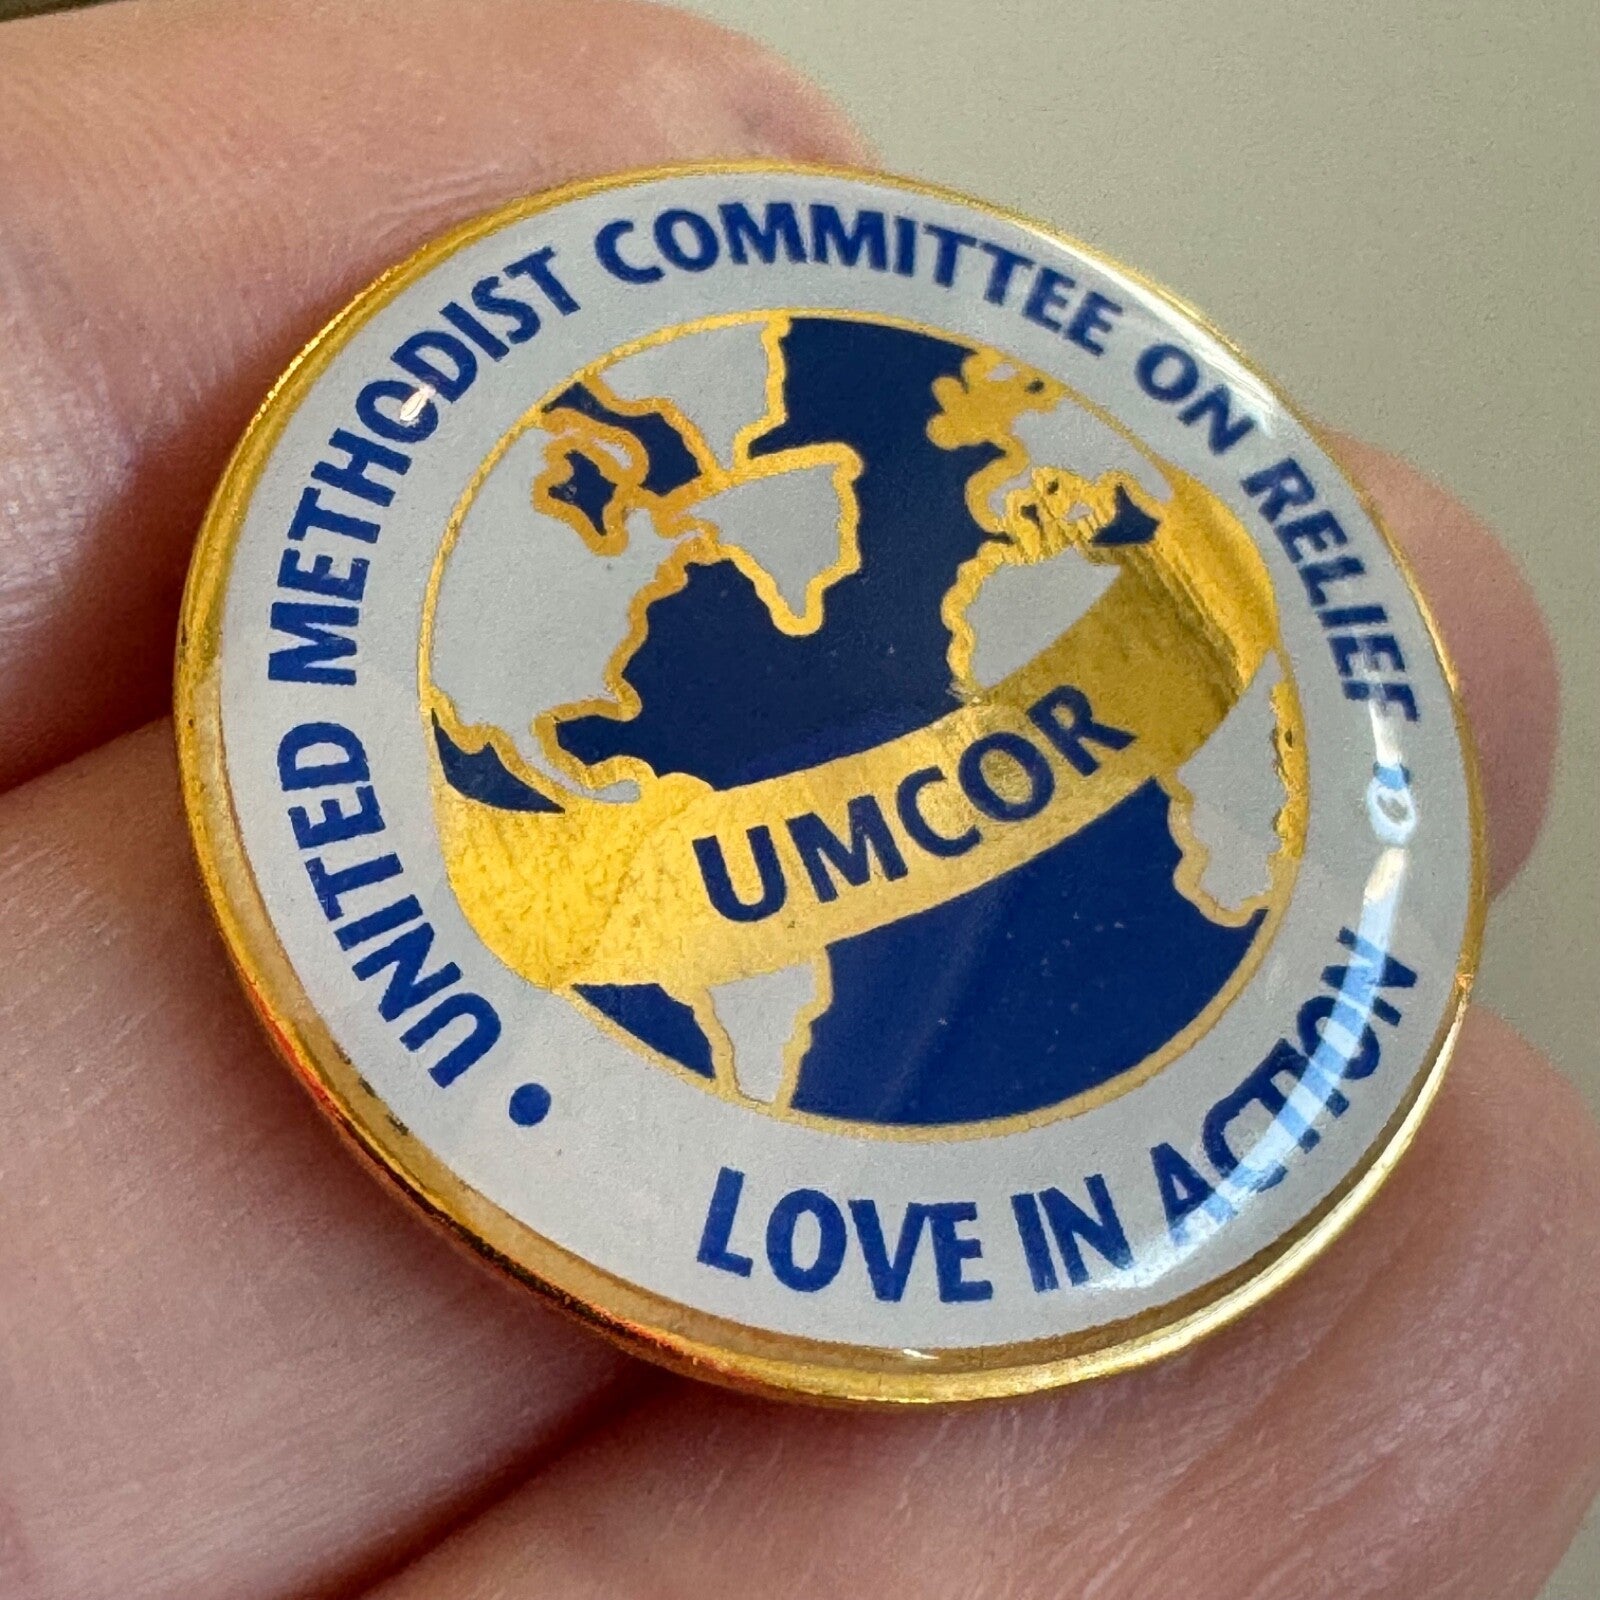 UNITED METHODIST COMMITTEE ON RELIEF
UMCOR
LOVE IN ACTION